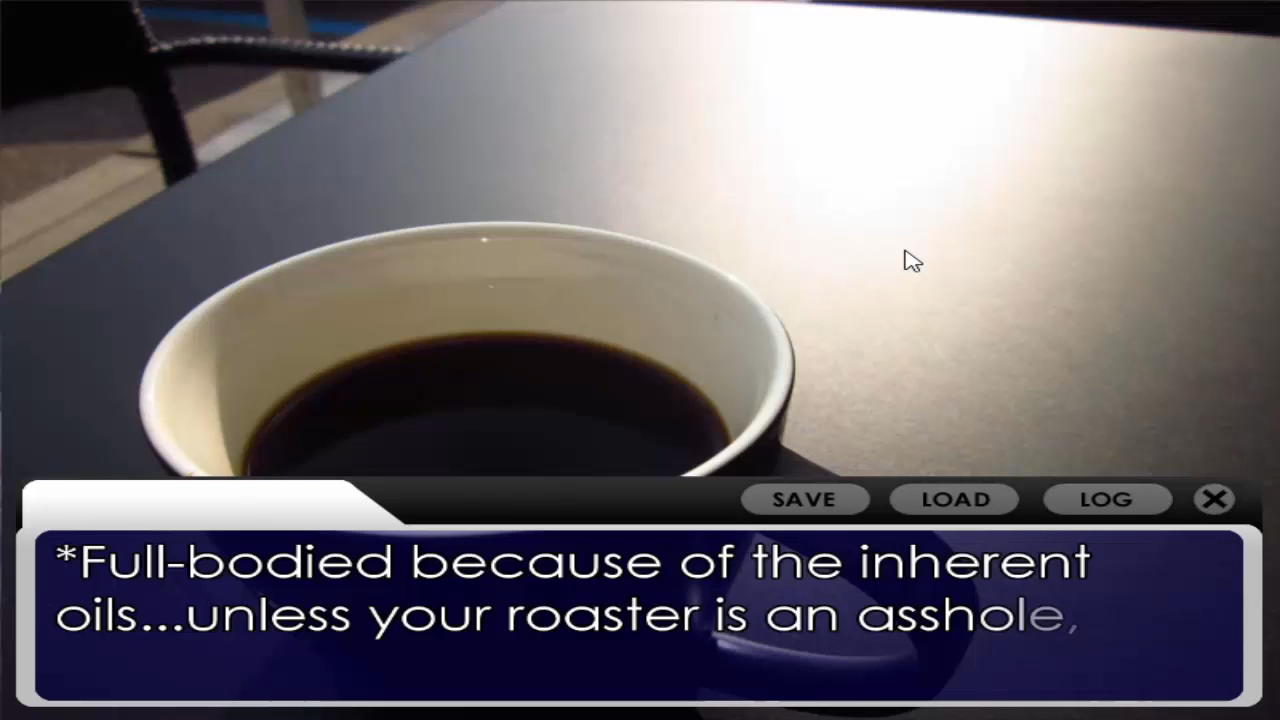 SAVE LOAD LOG
*Full-bodied because of the inherent
oils...unless your roaster is an asshole,